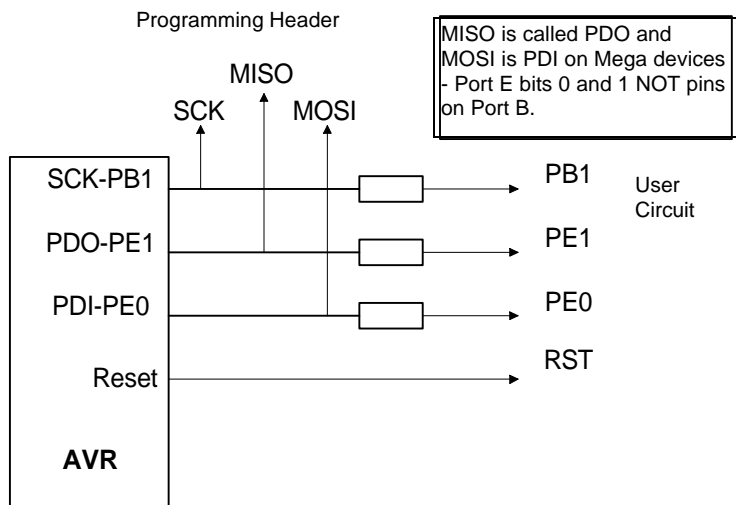 Programming Header
MISO is called PDO and
MOSI is PDI on Mega devices
- Port E bits 0 and 1 NOT pins
on Port B.
MISO
SCK
MOSI
SCK-PB1
PB1
User
Circuit
PDO-PE1
PE1
PDI-PE0
PE0
Reset
RST
AVR